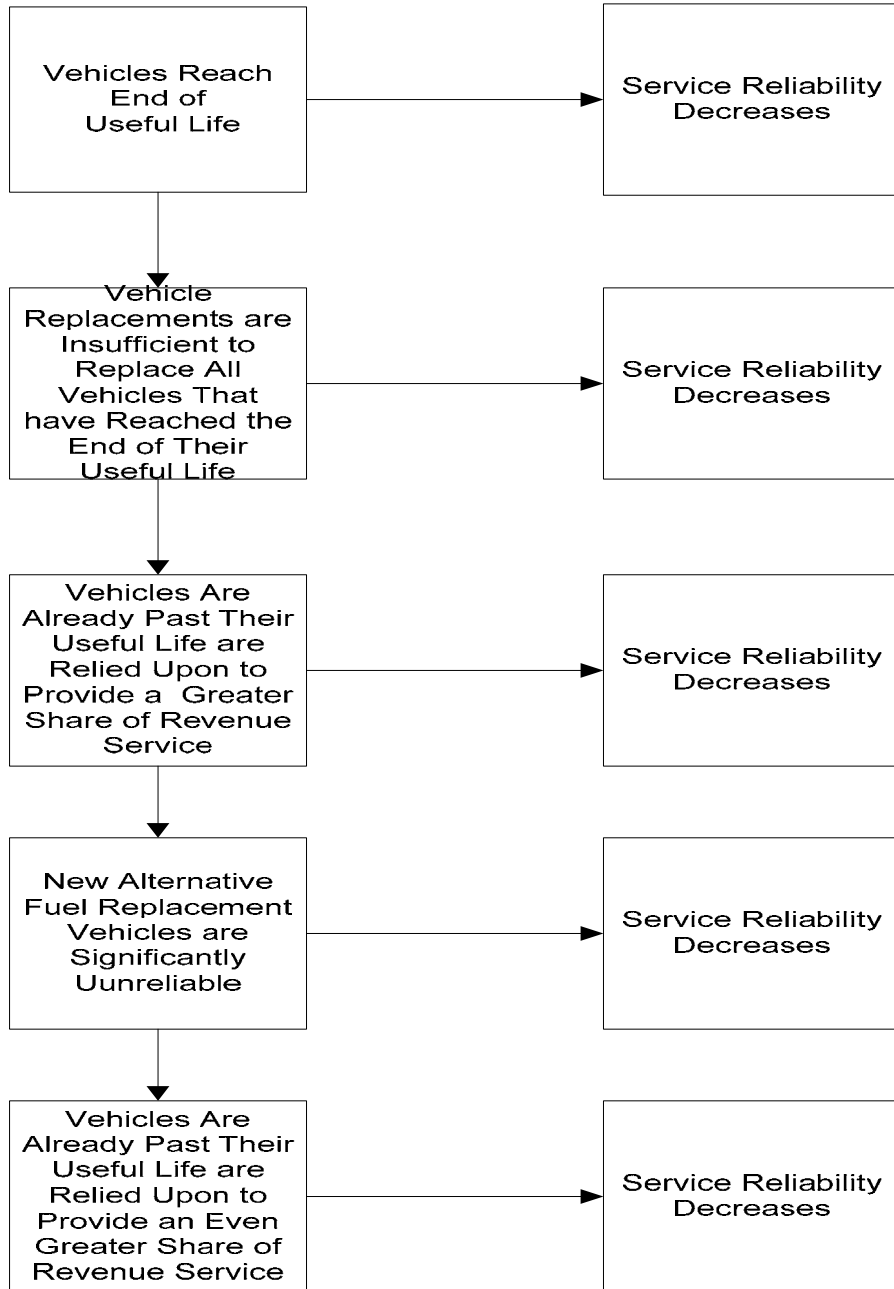 Vehicles Reach
End of
Useful Life
Service Reliability
Decreases
Vehicle
Replacements are
Insufficient to
Replace All
Vehicles That
have Reached the
End of Their
Useful Life
Service Reliability
Decreases
Vehicles Are
Already Past Their
Useful Life are
Relied Upon to
Provide a  Greater
Share of Revenue
Service
Service Reliability
Decreases
New Alternative
Fuel Replacement
Vehicles are
Significantly
Uunreliable
Service Reliability
Decreases
Vehicles Are
Already Past Their
Useful Life are
Relied Upon to
Provide an Even
Greater Share of
Revenue Service
Service Reliability
Decreases